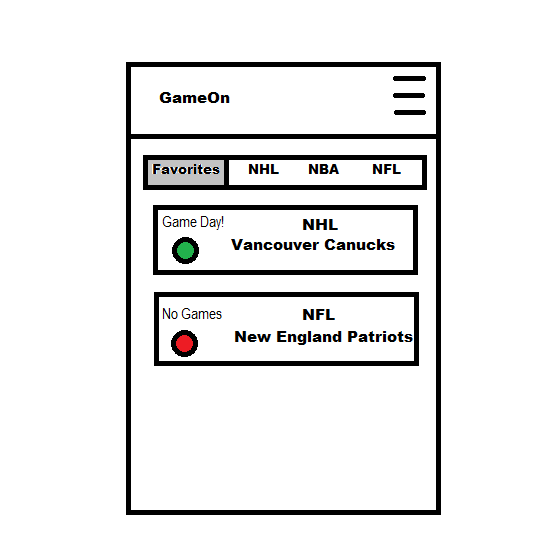 GameOn
Favorites NHL NBA NFL
Game Day! NHL
Vancouver Canucks
No Games NFL
New England Patriots